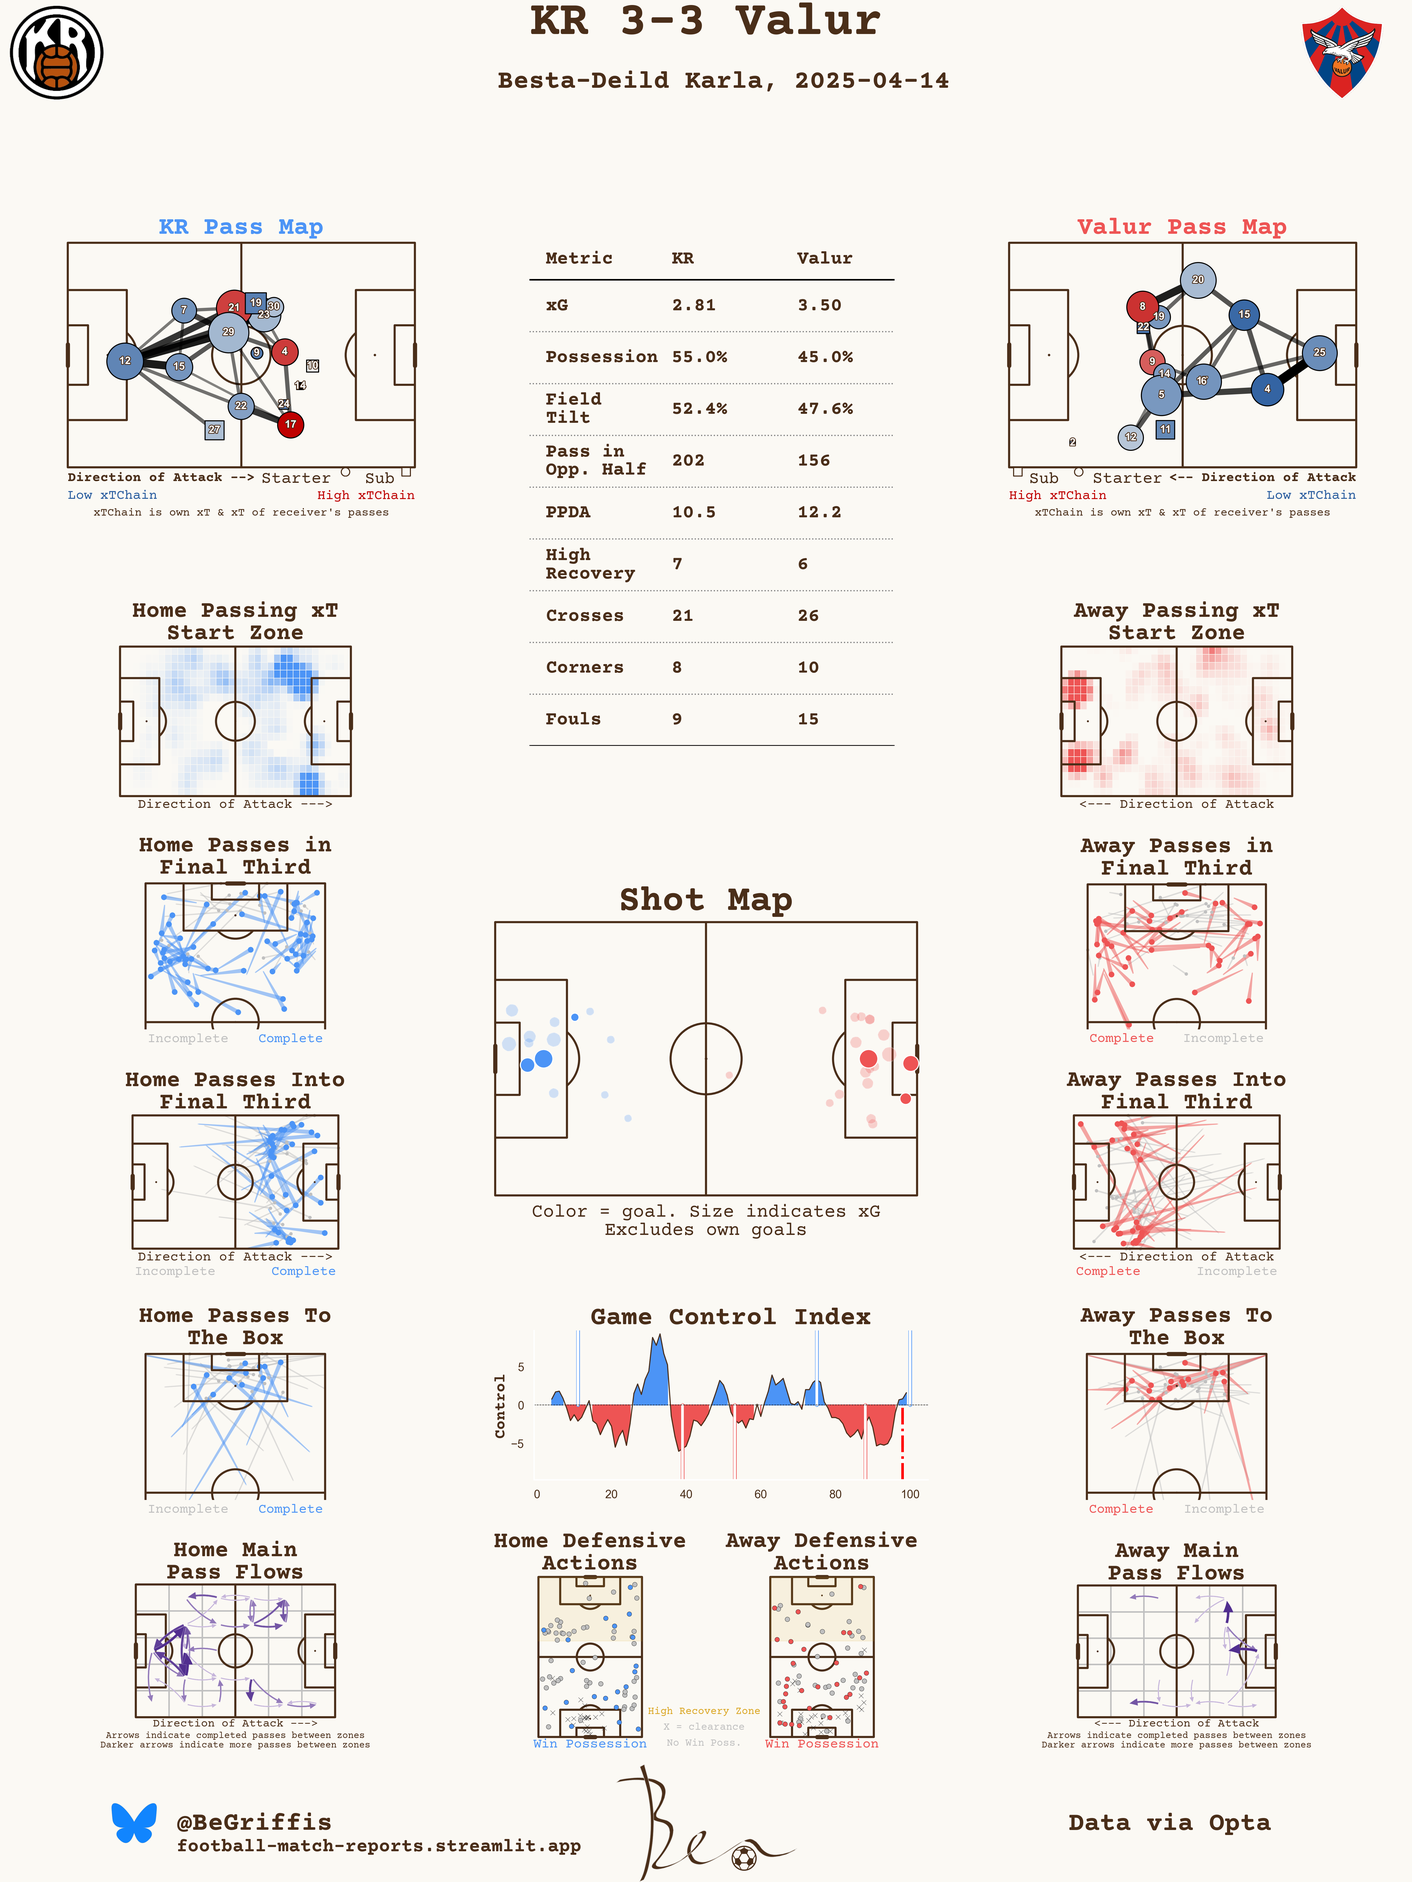 KR 3-3 Valur
Besta-Deild Karla, 2025-04-14
KR
VALUR
KR Pass Map
7
21
19
30
23
29
12
15
9
4
10
14
24
22
17
27
Direction of Attack --> Starter Sub
Low xTChain High xTChain
xTChain is own xT & xT of receiver's passes
Metric KR Valur
xG 2.81 3.50
Possession 55.0% 45.0%
Field
Tilt 52.4% 47.6%
Pass in
Opp. Half 202 156
PPDA 10.5 12.2
High
Recovery 7 6
Crosses 21 26
Corners 8 10
Fouls 9 15
Valur Pass Map
20
8
19
22
15
9
14
25
16
5
4
12
11
2
Sub Starter <-- Direction of Attack
High xTChain Low xTChain
xTChain is own xT & xT of receiver's passes
Home Passing xT
Start Zone
Direction of Attack --->
Away Passing xT
Start Zone
<--- Direction of Attack
Home Passes in
Final Third
Incomplete Complete
Away Passes in
Final Third
Complete Incomplete
Shot Map
Color = goal. Size indicates xG
Excludes own goals
Home Passes Into
Final Third
Direction of Attack --->
Incomplete Complete
Away Passes Into
Final Third
<--- Direction of Attack
Complete Incomplete
Home Passes To
The Box
Incomplete Complete
Game Control Index
Control
5
0
−5
0 20 40 60 80 100
Away Passes To
The Box
Complete Incomplete
Home Main
Pass Flows
Direction of Attack --->
Arrows indicate completed passes between zones
Darker arrows indicate more passes between zones
Home Defensive
Actions
Win Possession
Away Defensive
Actions
Win Possession
High Recovery Zone
X = clearance
No Win Poss.
Away Main
Pass Flows
<--- Direction of Attack
Arrows indicate completed passes between zones
Darker arrows indicate more passes between zones
@BeGriffis
football-match-reports.streamlit.app
Ben
Data via Opta